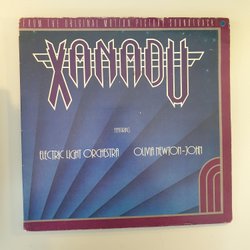 FROM THE ORIGINAL MOTION PICTURE SOUNDTRACK
XANADU
FEATURING
ELECTRIC LIGHT ORCHESTRA OLIVIA NEWTON-JOHN